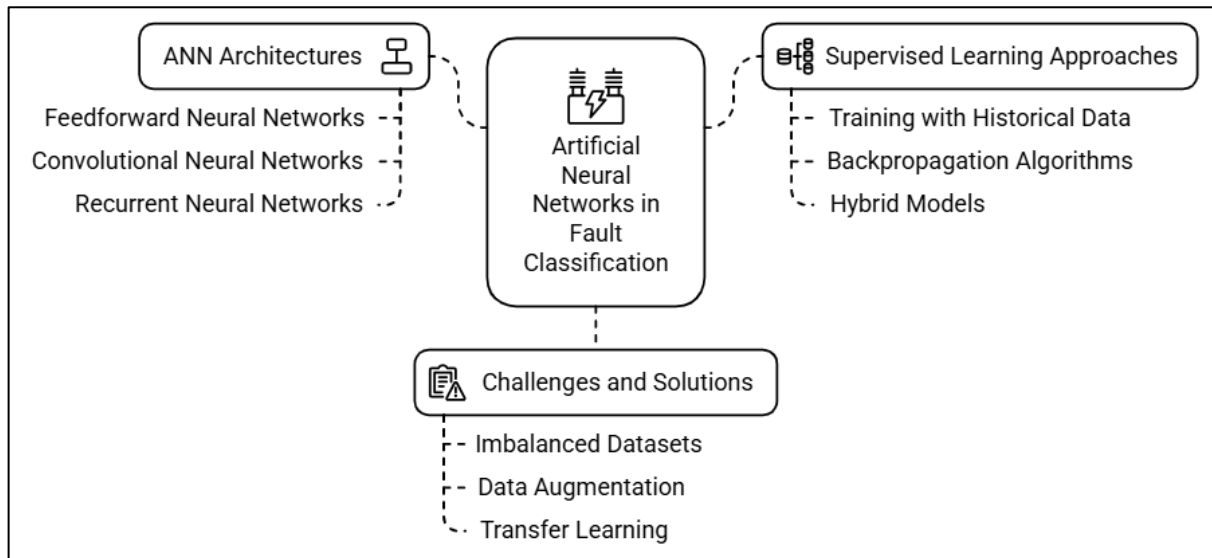 ANN Architectures
Feedforward Neural Networks
Convolutional Neural Networks
Recurrent Neural Networks
Artificial
Neural
Networks in
Fault
Classification
Supervised Learning Approaches
Training with Historical Data
Backpropagation Algorithms
Hybrid Models
Challenges and Solutions
Imbalanced Datasets
Data Augmentation
Transfer Learning